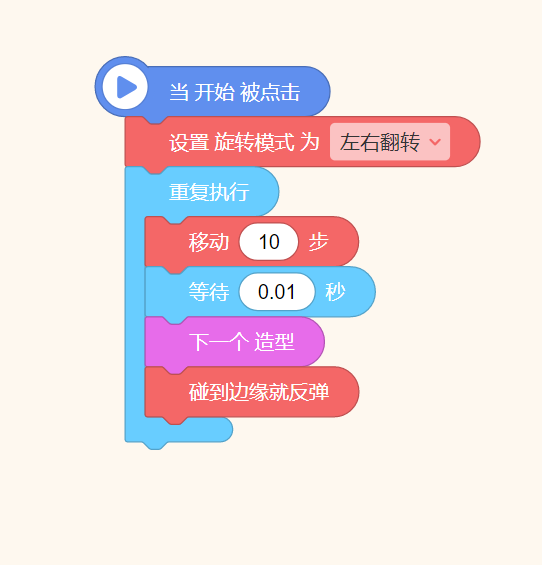 当 开始 被点击
设置 旋转模式 为 左右翻转
重复执行
移动 10 步
等待 0.01 秒
下一个 造型
碰到边缘就反弹